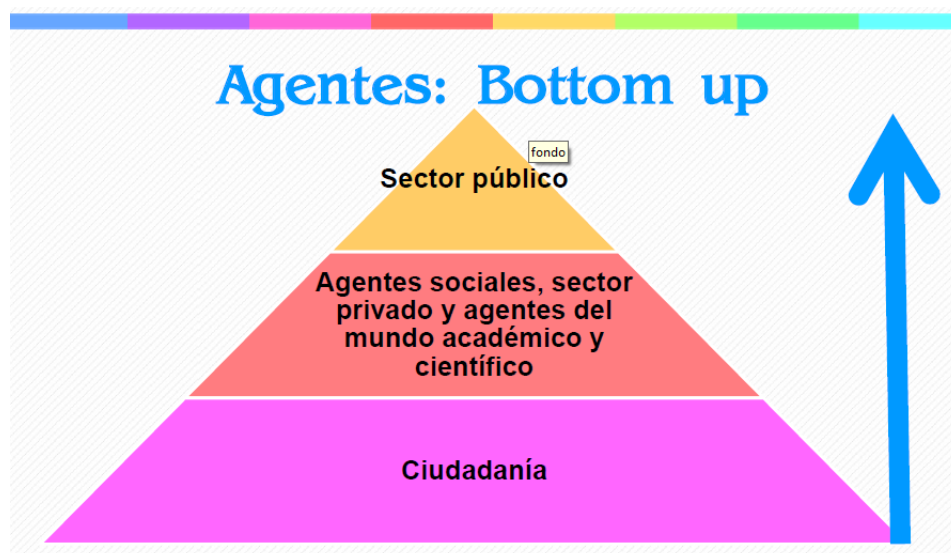 Agentes: Bottom up
fondo
Sector público
Agentes sociales, sector
privado y agentes del
mundo académico y
científico
Ciudadanía